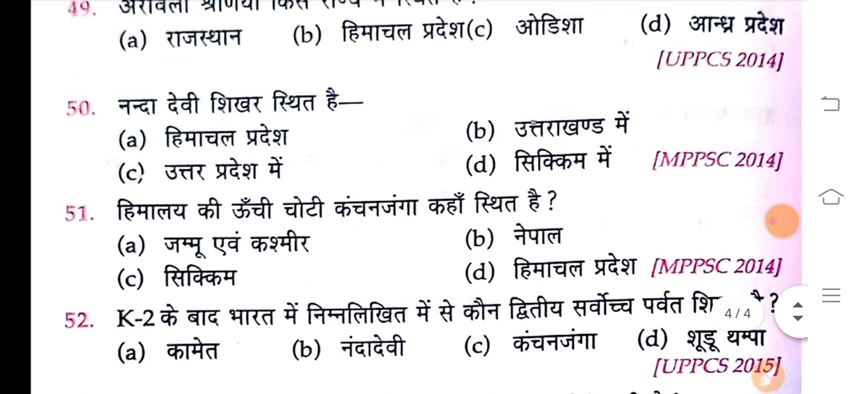 49. अरावली श्रेणियाँ किस राज्य में स्थित है?
(a) राजस्थान (b) हिमाचल प्रदेश (c) ओडिशा (d) आन्ध्र प्रदेश
[UPPCS 2014]
50. नन्दा देवी शिखर स्थित है—
(a) हिमाचल प्रदेश (b) उत्तराखण्ड में
(c) उत्तर प्रदेश में (d) सिक्किम में [MPPSC 2014]
51. हिमालय की ऊँची चोटी कंचनजंगा कहाँ स्थित है ?
(a) जम्मू एवं कश्मीर (b) नेपाल
(c) सिक्किम (d) हिमाचल प्रदेश [MPPSC 2014]
52. K-2 के बाद भारत में निम्नलिखित में से कौन द्वितीय सर्वोच्च पर्वत ?
4/4
(a) कामेत (b) नंदादेवी (c) कंचनजंगा (d) शूडू थम्पा
[UPPCS 2015]